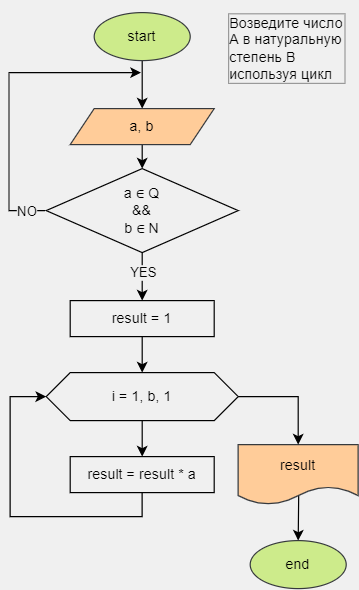 start
Возведите число
А в натуральную
степень В
используя цикл
a, b
a ∈ Q
&&
b ∈ N
NO
YES
result = 1
i = 1, b, 1
result = result * a
result
end